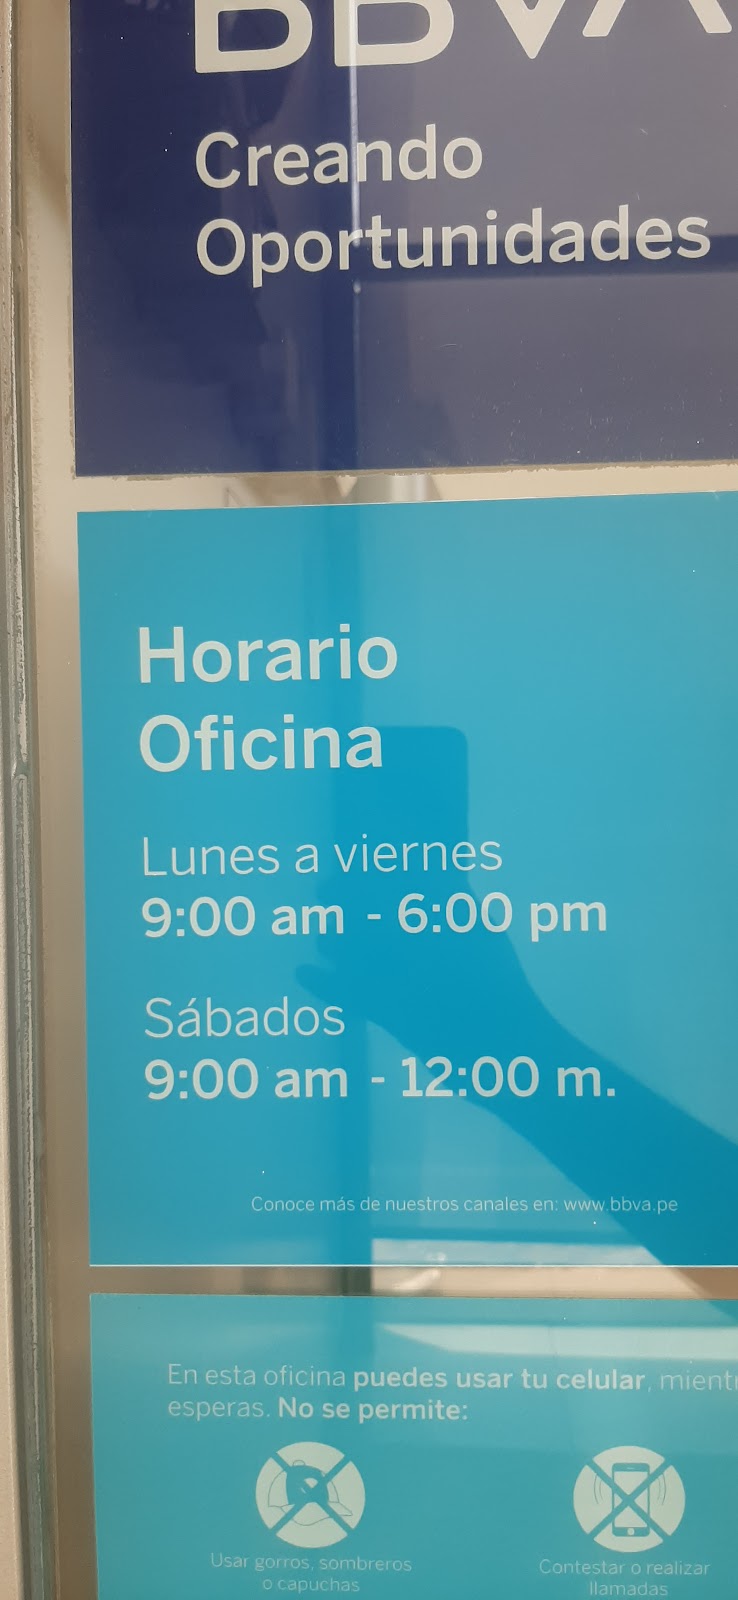 BBVA
Creando
Oportunidades
Horario
Oficina
Lunes a viernes
9:00 am - 6:00 pm
Sábados
9:00 am - 12:00 m.
Conoce más de nuestros canales en: www.bbva.pe
En esta oficina puedes usar tu celular, mientr
esperas. No se permite:
Usar gorros, sombreros
o capuchas
Contestar o realizar
llamadas